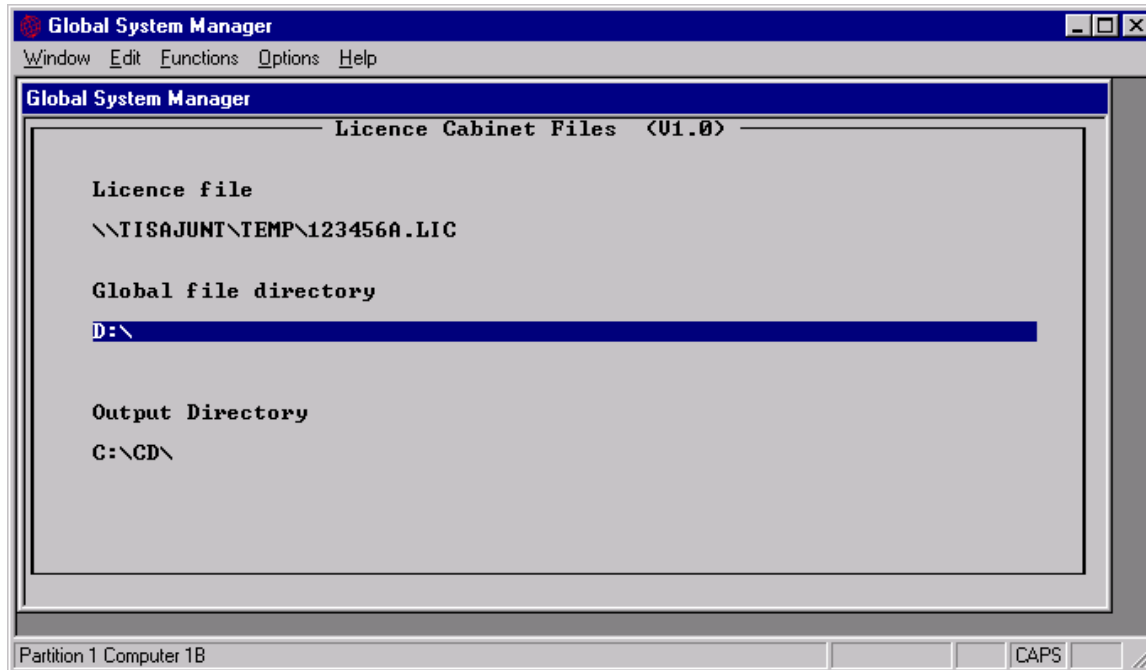 Global System Manager
Window Edit Functions Options Help
Global System Manager
Licence Cabinet Files (V1.0)
Licence file
\\TISAJUNT\TEMP\123456A.LIC
Global file directory
D:\
Output Directory
C:\CD\
Partition 1 Computer 1B
CAPS